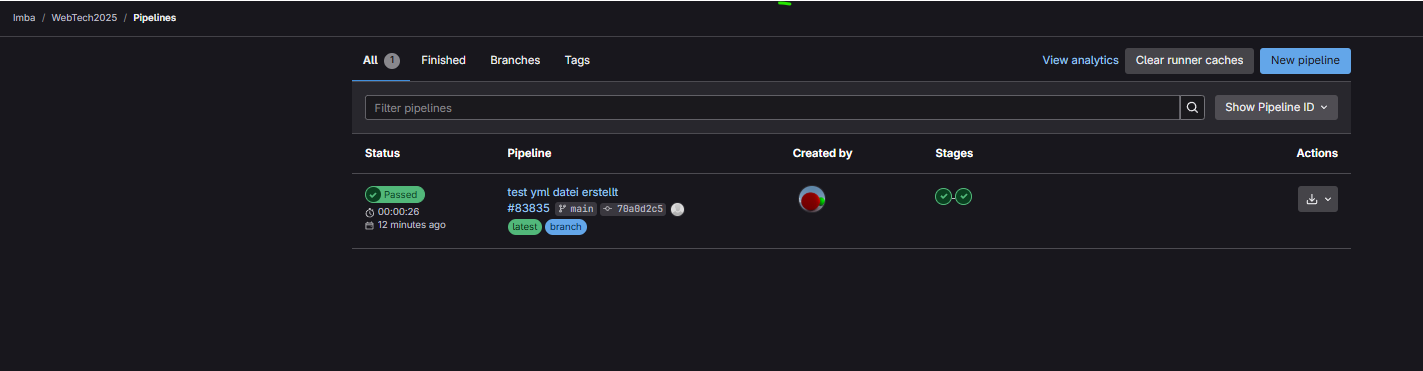 Imba / WebTech2025 / Pipelines
All 1 Finished Branches Tags View analytics Clear runner caches New pipeline
Filter pipelines Show Pipeline ID
Status Pipeline Created by Stages Actions
Passed test yml datei erstellt
00:00:26 #83835 main 70a0d2c5
12 minutes ago latest branch